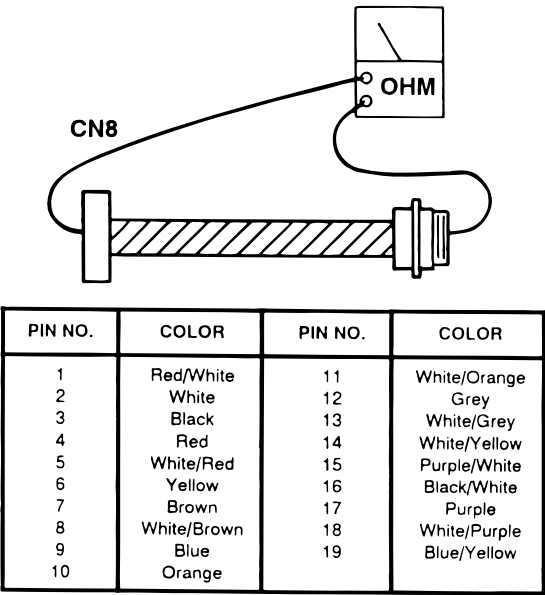 OHM
CN8
PIN NO. COLOR PIN NO. COLOR
1 Red/White 11 White/Orange
2 White 12 Grey
3 Black 13 White/Grey
4 Red 14 White/Yellow
5 White/Red 15 Purple/White
6 Yellow 16 Black/White
7 Brown 17 Purple
8 White/Brown 18 White/Purple
9 Blue 19 Blue/Yellow
10 Orange